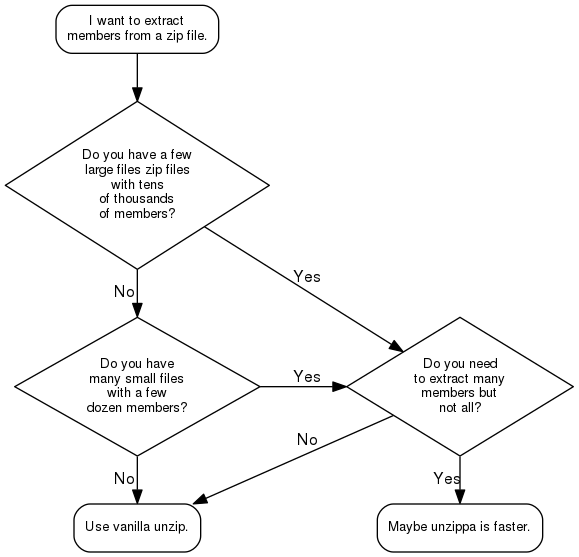 I want to extract
members from a zip file.
Do you have a few
large files zip files
with tens
of thousands
of members?
Yes
No
Do you have
many small files
with a few
dozen members?
Yes
Do you need
to extract many
members but
not all?
No
No
Yes
Use vanilla unzip.
Maybe unzippa is faster.